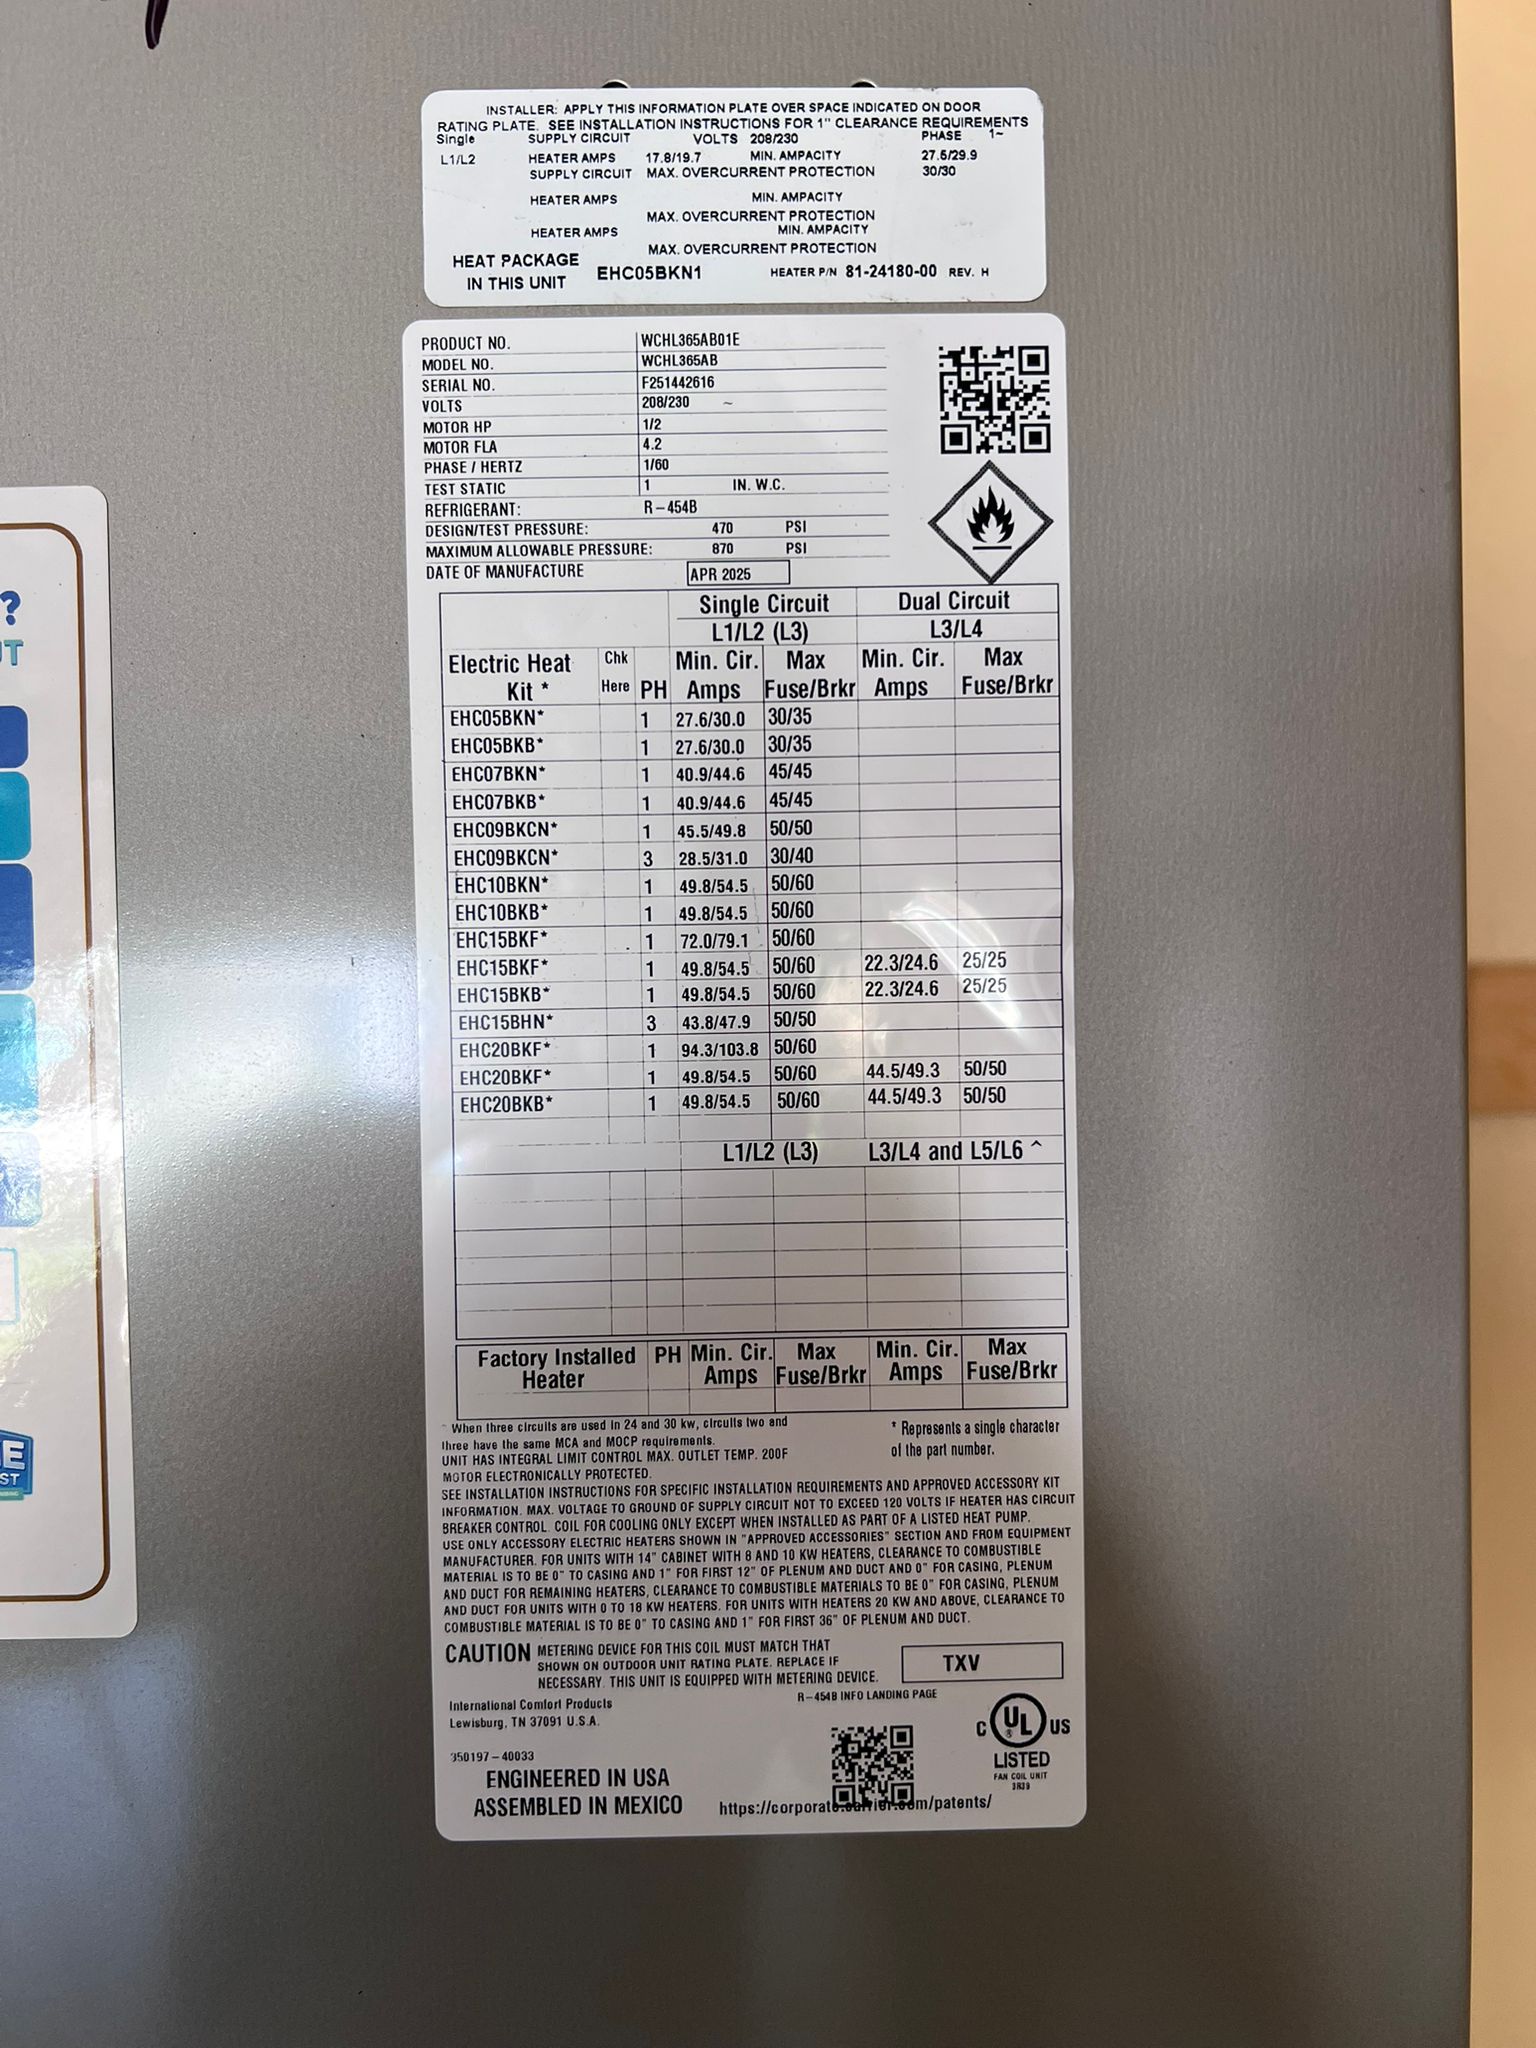 INSTALLER: APPLY THIS INFORMATION PLATE OVER SPACE INDICATED ON DOOR
RATING PLATE. SEE INSTALLATION INSTRUCTIONS FOR 1" CLEARANCE REQUIREMENTS
Single SUPPLY CIRCUIT VOLTS 208/230 PHASE 1~
L1/L2 HEATER AMPS 17.8/19.7 MIN. AMPACITY 27.5/29.9
SUPPLY CIRCUIT MAX. OVERCURRENT PROTECTION 30/30
HEATER AMPS MIN. AMPACITY
MAX. OVERCURRENT PROTECTION
HEATER AMPS MIN. AMPACITY
MAX. OVERCURRENT PROTECTION
HEAT PACKAGE
IN THIS UNIT EHC05BKN1 HEATER P/N 81-24180-00 REV. H
PRODUCT NO. WCHL365AB01E
MODEL NO. WCHL365AB
SERIAL NO. F251442616
VOLTS 208/230 ~
MOTOR HP 1/2
MOTOR FLA 4.2
PHASE / HERTZ 1/60
TEST STATIC 1 IN. W.C.
REFRIGERANT: R-454B
DESIGN/TEST PRESSURE: 470 PSI
MAXIMUM ALLOWABLE PRESSURE: 870 PSI
DATE OF MANUFACTURE APR 2025
Single Circuit Dual Circuit
L1/L2 (L3) L3/L4
Electric Heat Kit * Chk Here PH Min. Cir. Amps Max Fuse/Brkr Min. Cir. Amps Max Fuse/Brkr
EHC05BKN* 1 27.6/30.0 30/35
EHC05BKB* 1 27.6/30.0 30/35
EHC07BKN* 1 40.9/44.6 45/45
EHC07BKB* 1 40.9/44.6 45/45
EHC09BKCN* 1 45.5/49.8 50/50
EHC09BKCN* 3 28.5/31.0 30/40
EHC10BKN* 1 49.8/54.5 50/60
EHC10BKB* 1 49.8/54.5 50/60
EHC15BKF* 1 72.0/79.1 50/60
EHC15BKF* 1 49.8/54.5 50/60 22.3/24.6 25/25
EHC15BKB* 1 49.8/54.5 50/60 22.3/24.6 25/25
EHC15BHN* 3 43.8/47.9 50/50
EHC20BKF* 1 94.3/103.8 50/60
EHC20BKF* 1 49.8/54.5 50/60 44.5/49.3 50/50
EHC20BKB* 1 49.8/54.5 50/60 44.5/49.3 50/50
L1/L2 (L3) L3/L4 and L5/L6 ^
Factory Installed Heater PH Min. Cir. Amps Max Fuse/Brkr Min. Cir. Amps Max Fuse/Brkr
~ When three circuits are used in 24 and 30 kw, circuits two and
three have the same MCA and MOCP requirements.
* Represents a single character
of the part number.
UNIT HAS INTEGRAL LIMIT CONTROL MAX. OUTLET TEMP. 200F
MOTOR ELECTRONICALLY PROTECTED.
SEE INSTALLATION INSTRUCTIONS FOR SPECIFIC INSTALLATION REQUIREMENTS AND APPROVED ACCESSORY KIT
INFORMATION. MAX. VOLTAGE TO GROUND OF SUPPLY CIRCUIT NOT TO EXCEED 120 VOLTS IF HEATER HAS CIRCUIT
BREAKER CONTROL. COIL FOR COOLING ONLY EXCEPT WHEN INSTALLED AS PART OF A LISTED HEAT PUMP.
USE ONLY ACCESSORY ELECTRIC HEATERS SHOWN IN "APPROVED ACCESSORIES" SECTION AND FROM EQUIPMENT
MANUFACTURER. FOR UNITS WITH 14" CABINET WITH 8 AND 10 KW HEATERS, CLEARANCE TO COMBUSTIBLE
MATERIAL IS TO BE 0" TO CASING AND 1" FOR FIRST 12" OF PLENUM AND DUCT AND 0" FOR CASING, PLENUM
AND DUCT FOR REMAINING HEATERS, CLEARANCE TO COMBUSTIBLE MATERIALS TO BE 0" FOR CASING, PLENUM
AND DUCT FOR UNITS WITH 0 TO 18 KW HEATERS. FOR UNITS WITH HEATERS 20 KW AND ABOVE, CLEARANCE TO
COMBUSTIBLE MATERIAL IS TO BE 0" TO CASING AND 1" FOR FIRST 36" OF PLENUM AND DUCT.
CAUTION METERING DEVICE FOR THIS COIL MUST MATCH THAT
SHOWN ON OUTDOOR UNIT RATING PLATE. REPLACE IF
NECESSARY. THIS UNIT IS EQUIPPED WITH METERING DEVICE.
TXV
International Comfort Products
Lewisburg, TN 37091 U.S.A.
R-454B INFO LANDING PAGE
C UL ® US
LISTED
FAN COIL UNIT
3R39
350197-40033
ENGINEERED IN USA
ASSEMBLED IN MEXICO
https://corporate.carrier.com/patents/